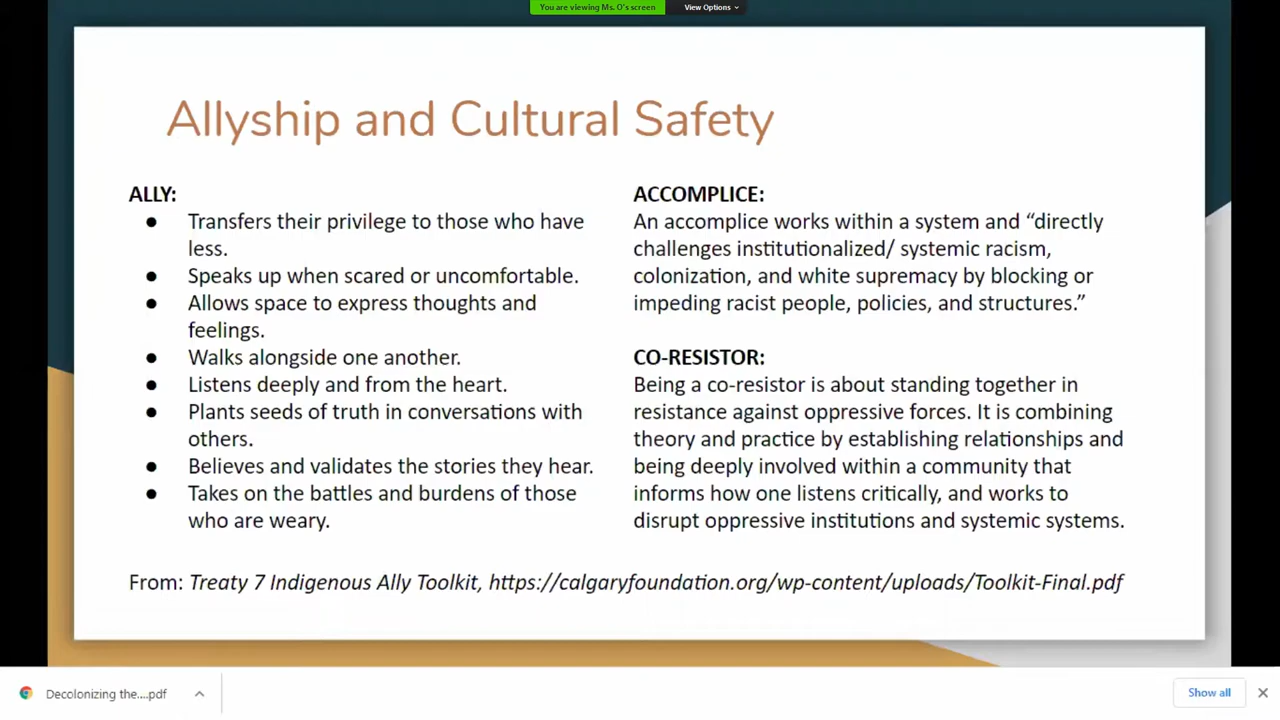 You are viewing Ms. O's screen
View Options
Allyship and Cultural Safety
ALLY:
● Transfers their privilege to those who have
less.
● Speaks up when scared or uncomfortable.
● Allows space to express thoughts and
feelings.
● Walks alongside one another.
● Listens deeply and from the heart.
● Plants seeds of truth in conversations with
others.
● Believes and validates the stories they hear.
● Takes on the battles and burdens of those
who are weary.
ACCOMPLICE:
An accomplice works within a system and “directly
challenges institutionalized/ systemic racism,
colonization, and white supremacy by blocking or
impeding racist people, policies, and structures.”
CO-RESISTOR:
Being a co-resistor is about standing together in
resistance against oppressive forces. It is combining
theory and practice by establishing relationships and
being deeply involved within a community that
informs how one listens critically, and works to
disrupt oppressive institutions and systemic systems.
From: Treaty 7 Indigenous Ally Toolkit, https://calgaryfoundation.org/wp-content/uploads/Toolkit-Final.pdf
Decolonizing the....pdf
Show all